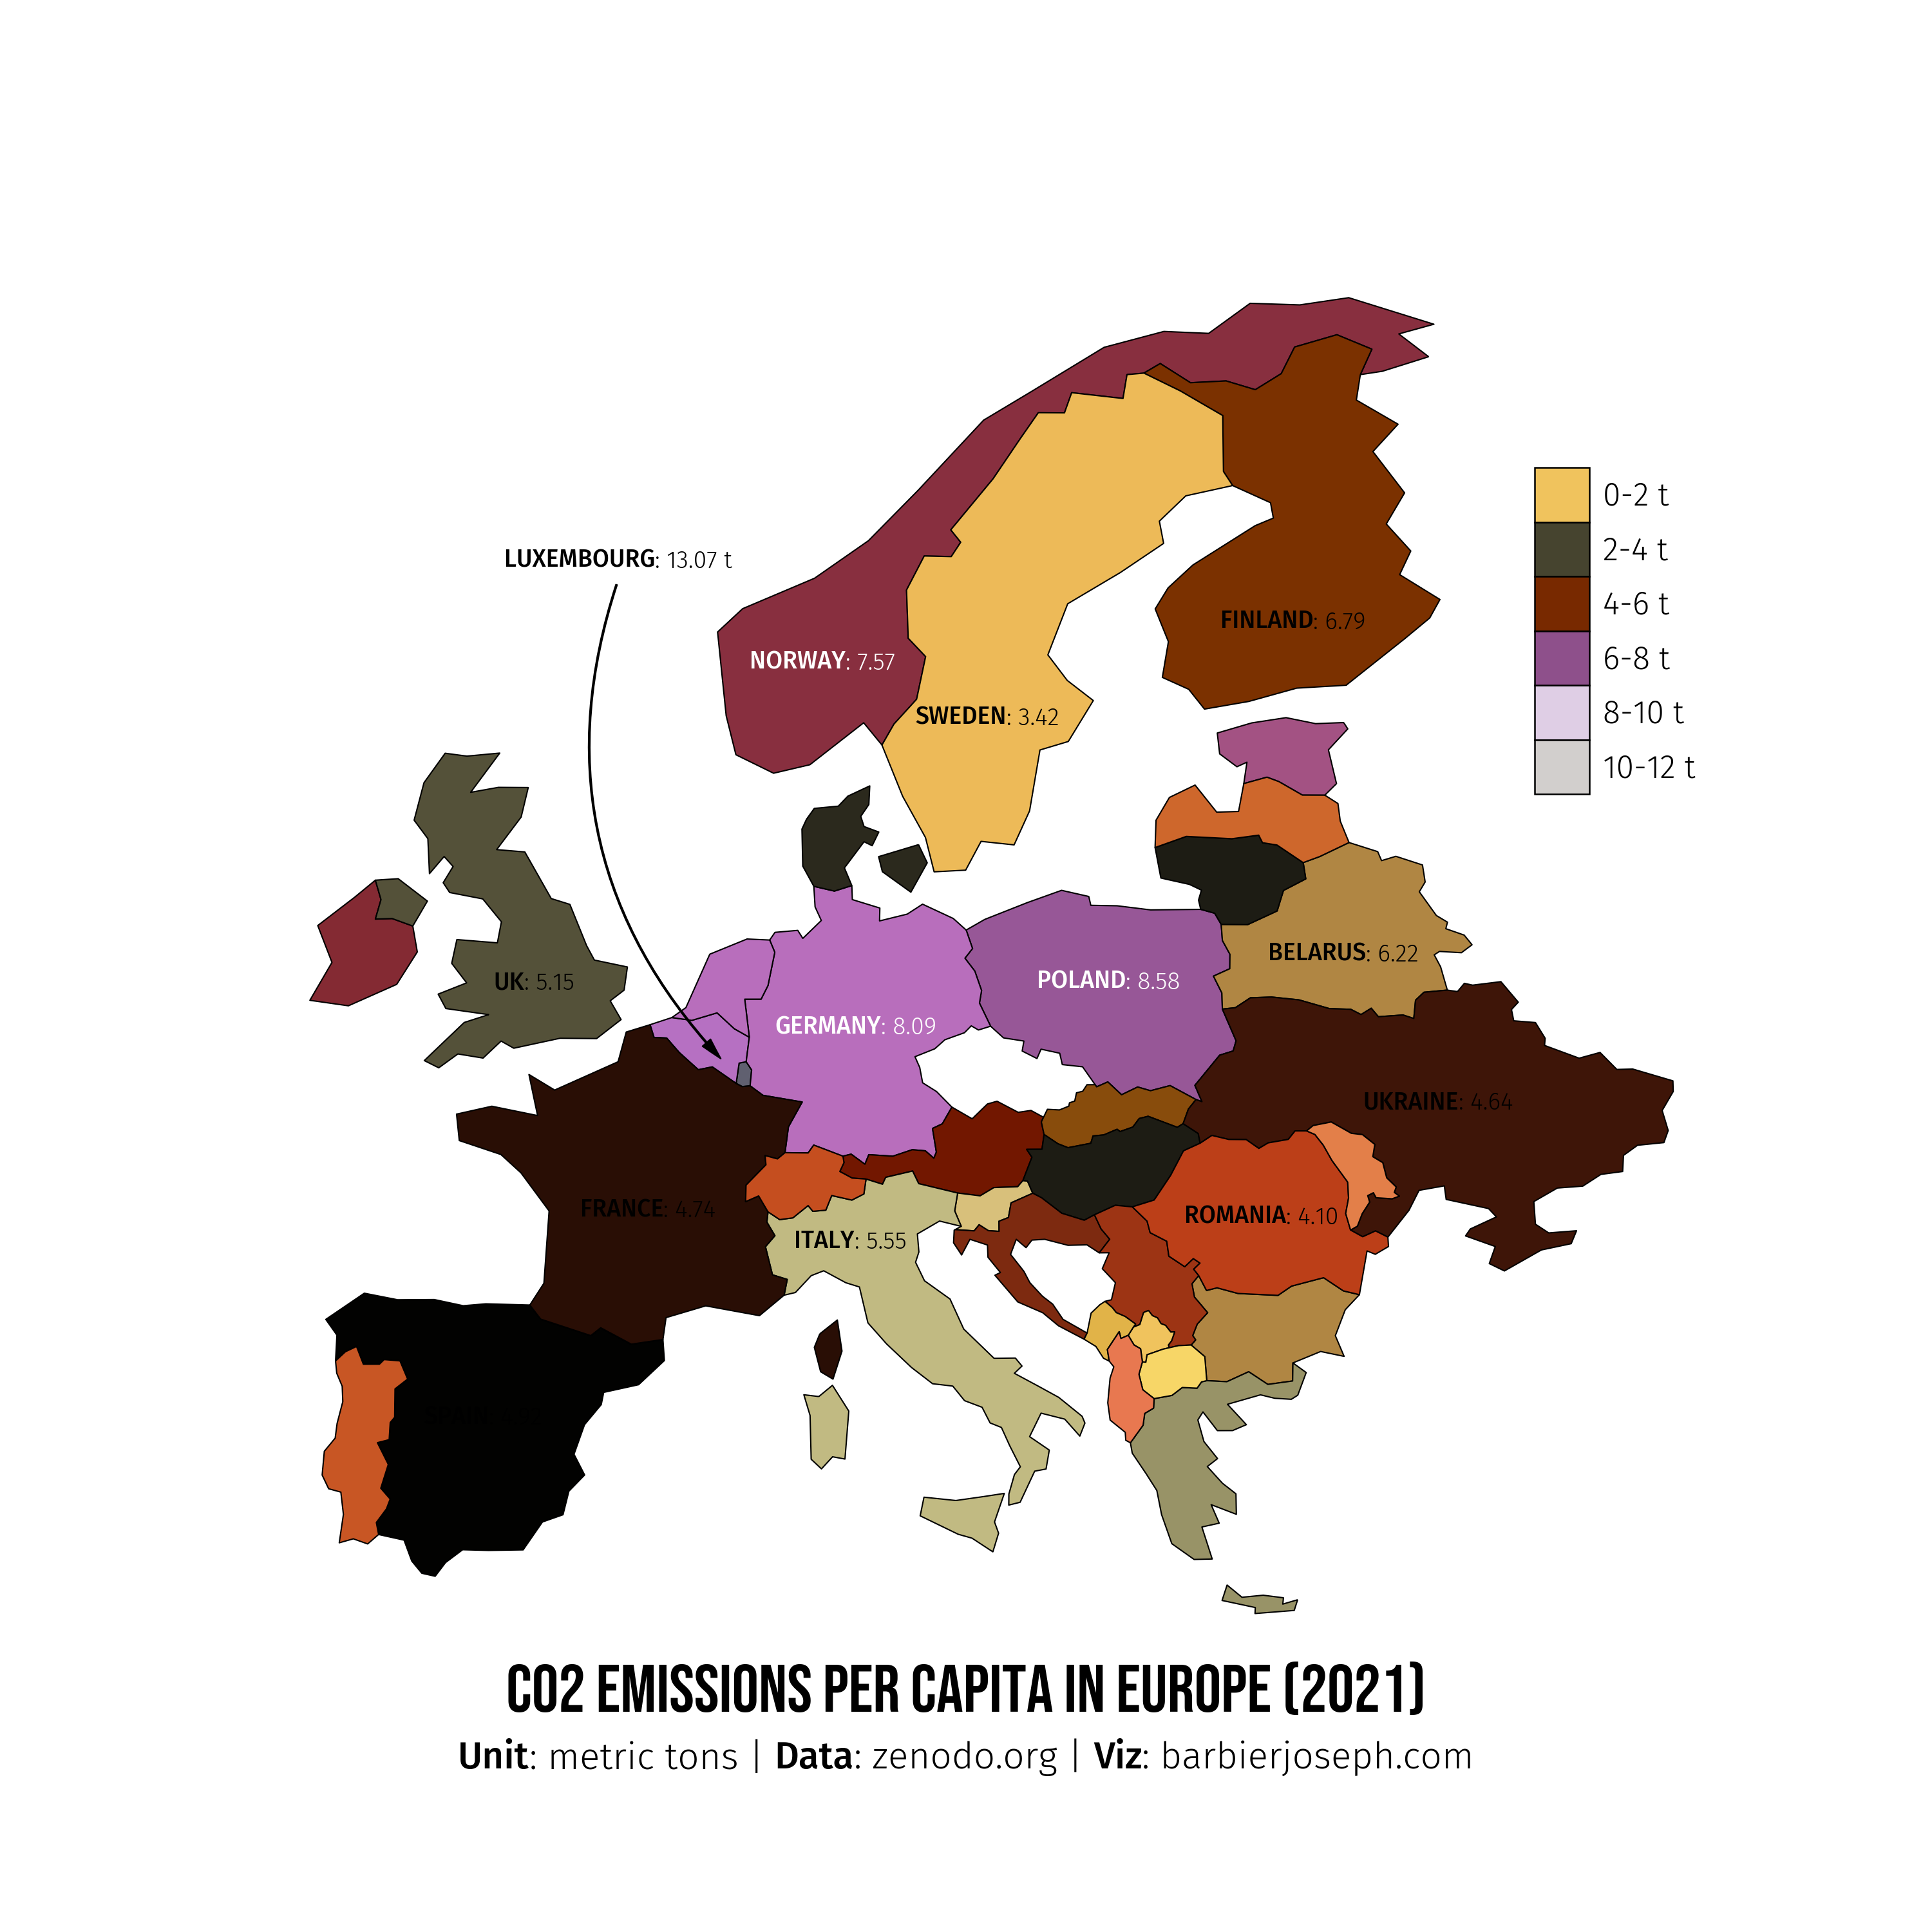 LUXEMBOURG: 13.07 t
NORWAY: 7.57
SWEDEN: 3.42
FINLAND: 6.79
0-2 t
2-4 t
4-6 t
6-8 t
8-10 t
10-12 t
UK: 5.15
BELARUS: 6.22
POLAND: 8.58
GERMANY: 8.09
UKRAINE: 4.64
FRANCE: 4.74
ROMANIA: 4.10
ITALY: 5.55
SPAIN
CO2 EMISSIONS PER CAPITA IN EUROPE (2021)
Unit: metric tons | Data: zenodo.org | Viz: barbierjoseph.com